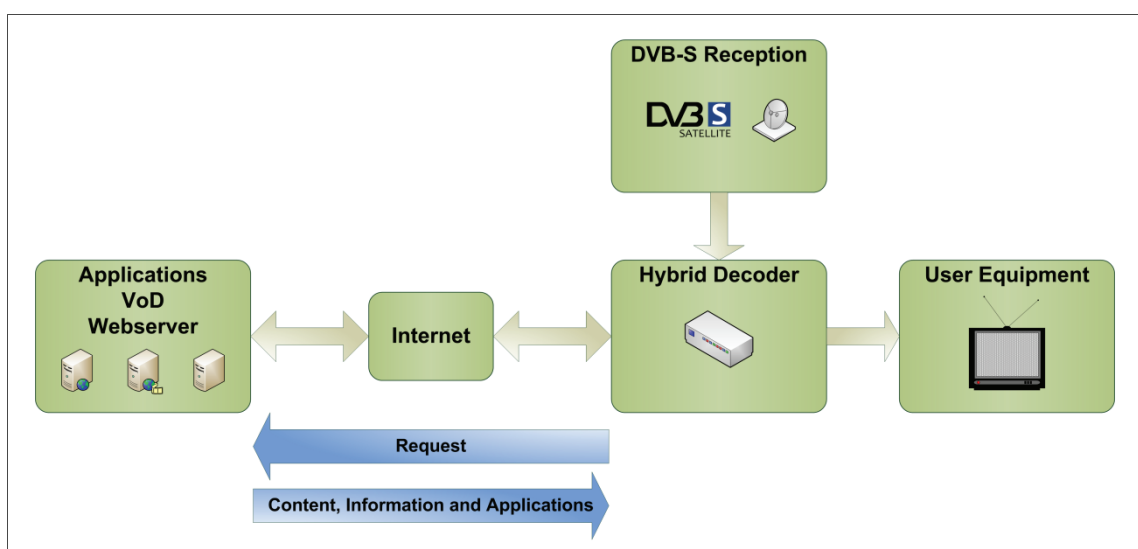 DVB-S Reception
DVB S
SATELLITE
Applications
VoD
Webserver
Internet
Hybrid Decoder
User Equipment
Request
Content, Information and Applications